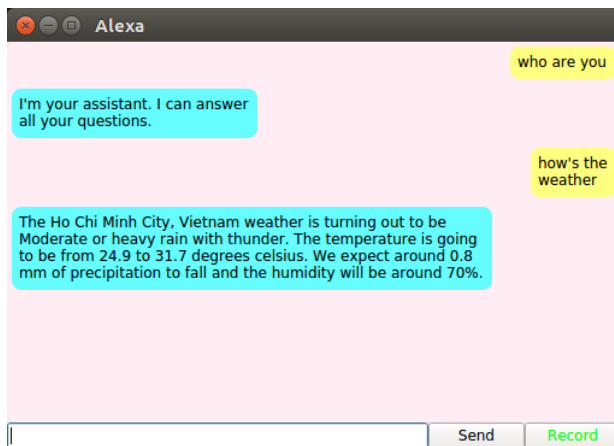 Alexa
who are you
I'm your assistant. I can answer
all your questions.
how's the
weather
The Ho Chi Minh City, Vietnam weather is turning out to be
Moderate or heavy rain with thunder. The temperature is going
to be from 24.9 to 31.7 degrees celsius. We expect around 0.8
mm of precipitation to fall and the humidity will be around 70%.
Send
Record